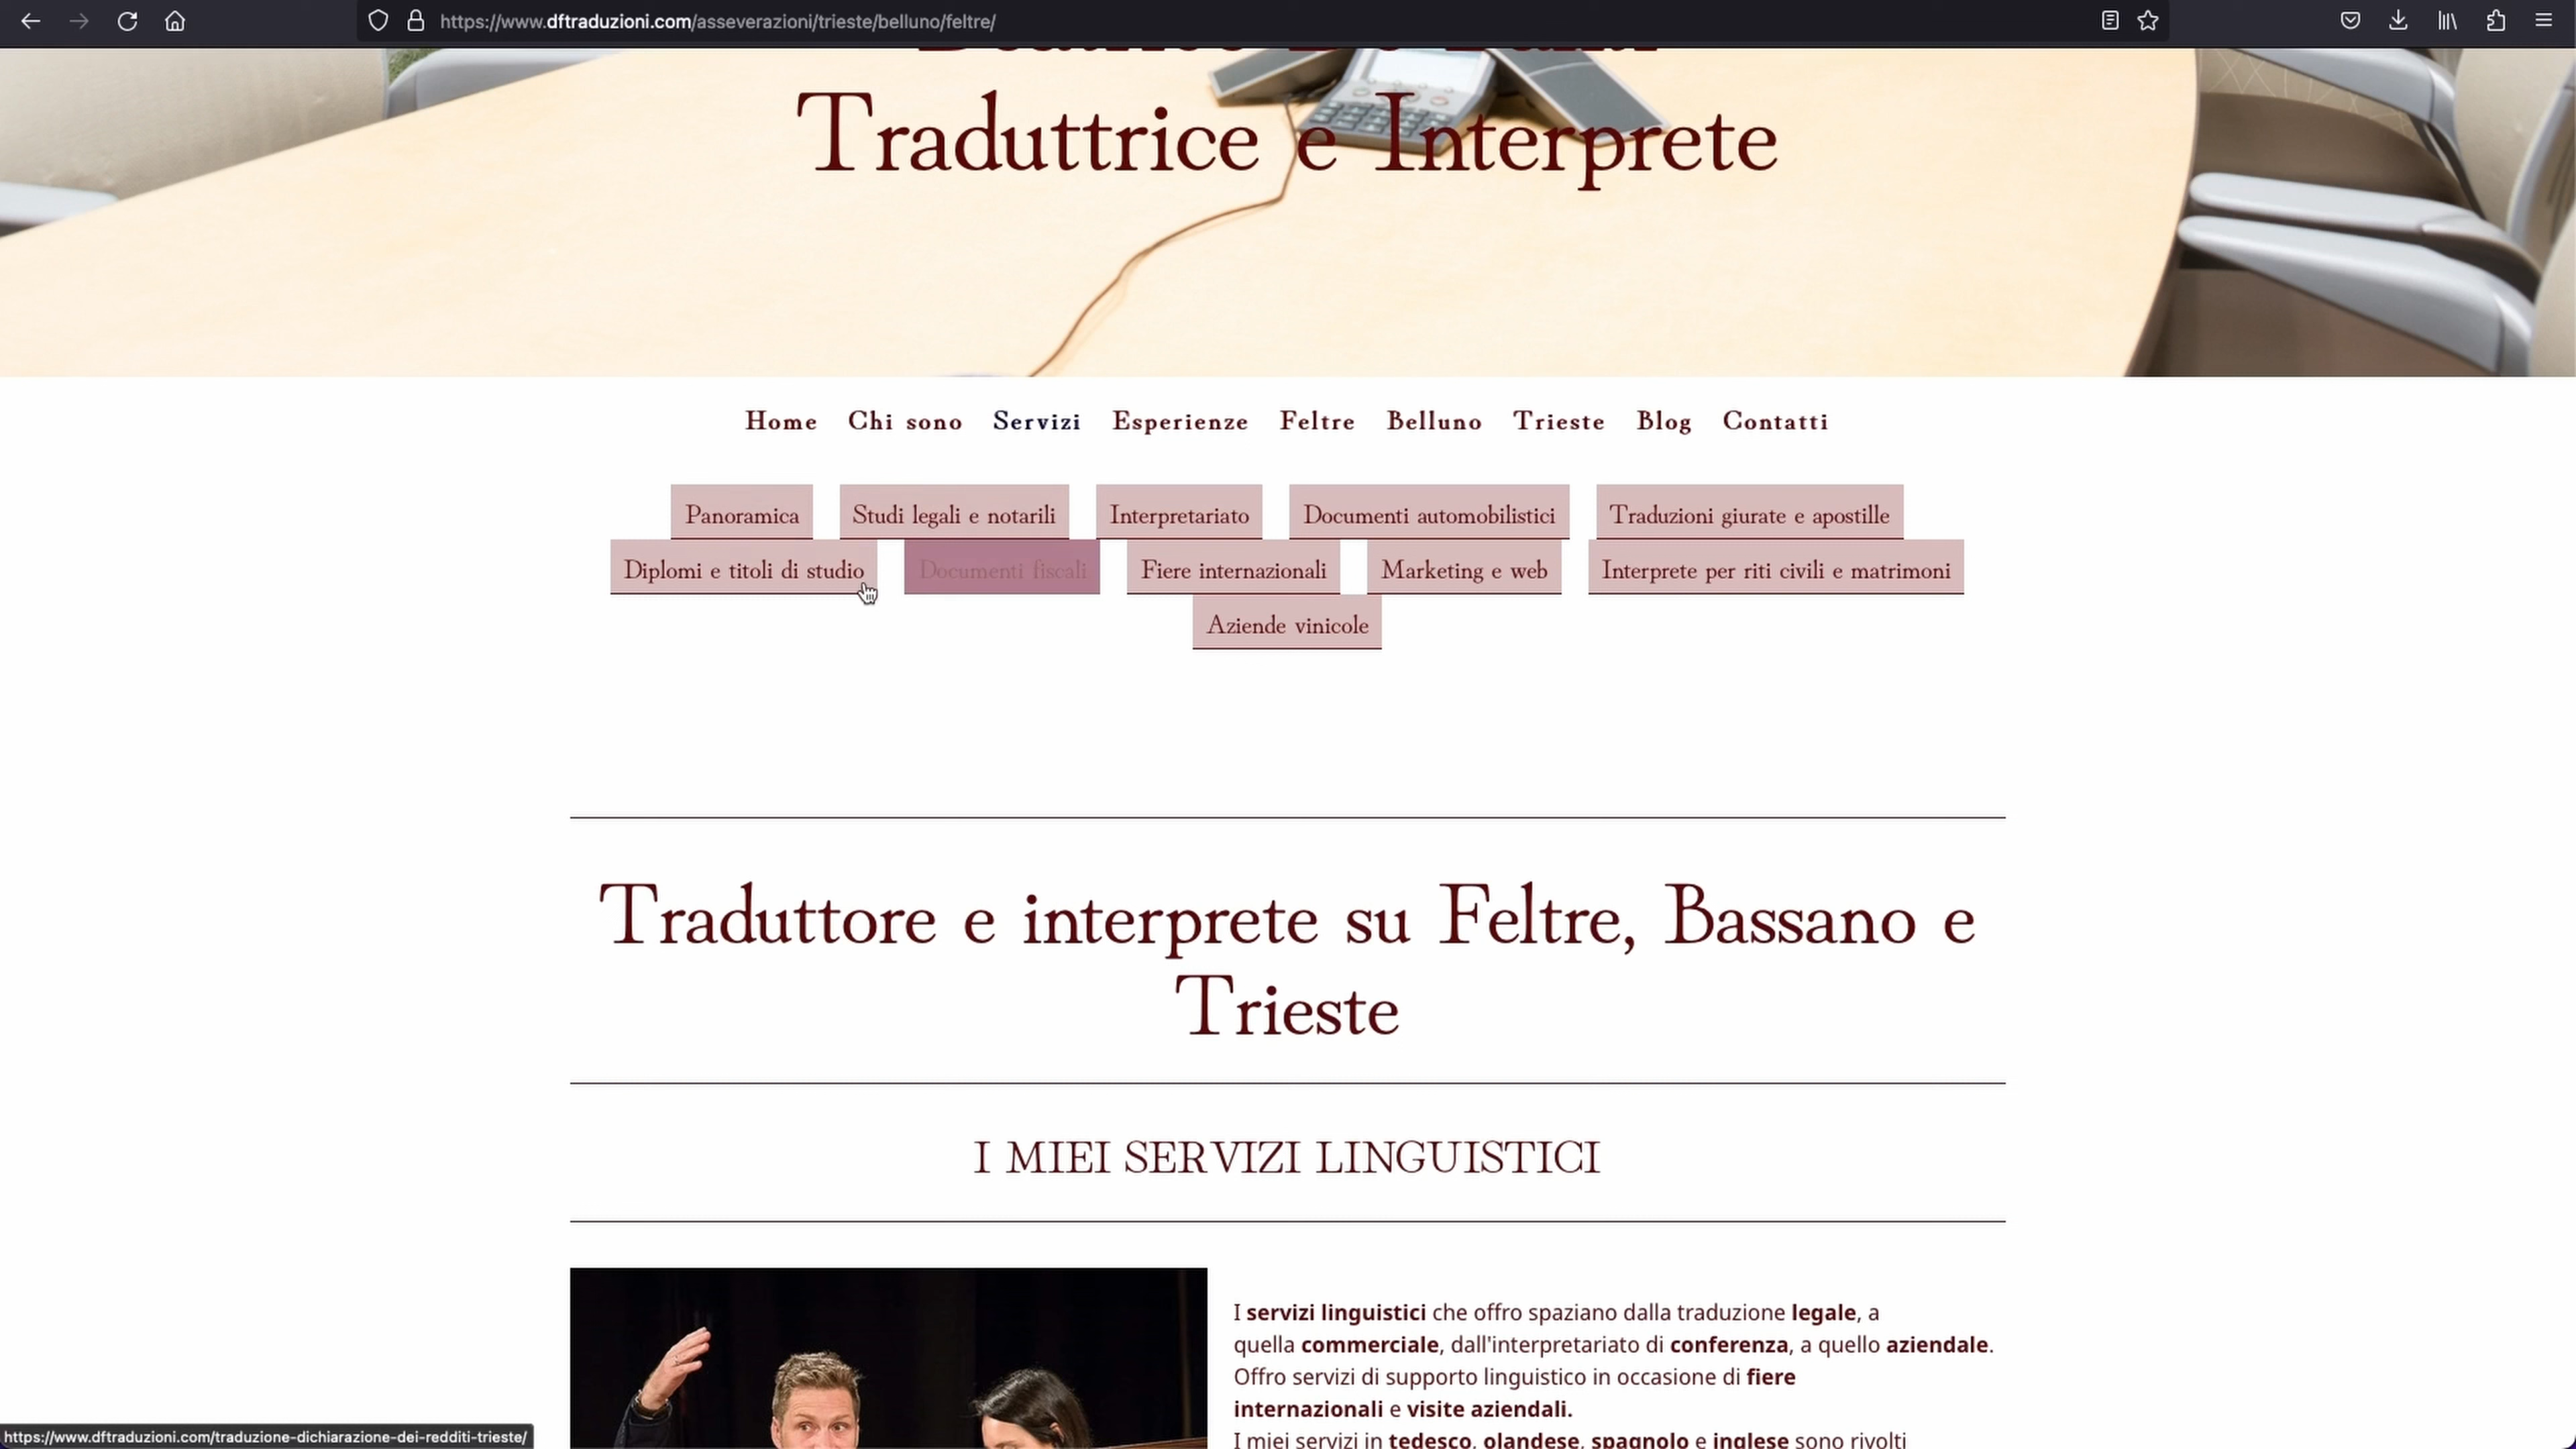 https://www.dftraduzioni.com/asseverazioni/trieste/belluno/feltre/
Traduttrice e Interprete
Home Chi sono Servizi Esperienze Feltre Belluno Trieste Blog Contatti
Panoramica Studi legali e notarili Interpretariato Documenti automobilistici Traduzioni giurate e apostille
Diplomi e titoli di studio Documenti fiscali Fiere internazionali Marketing e web Interprete per riti civili e matrimoni
Aziende vinicole
Traduttore e interprete su Feltre, Bassano e
Trieste
I MIEI SERVIZI LINGUISTICI
I servizi linguistici che offro spaziano dalla traduzione legale, a
quella commerciale, dall'interpretariato di conferenza, a quello aziendale.
Offro servizi di supporto linguistico in occasione di fiere
internazionali e visite aziendali.
I miei servizi in tedesco, olandese, spagnolo e inglese sono rivolti
https://www.dftraduzioni.com/traduzione-dichiarazione-dei-redditi-trieste/